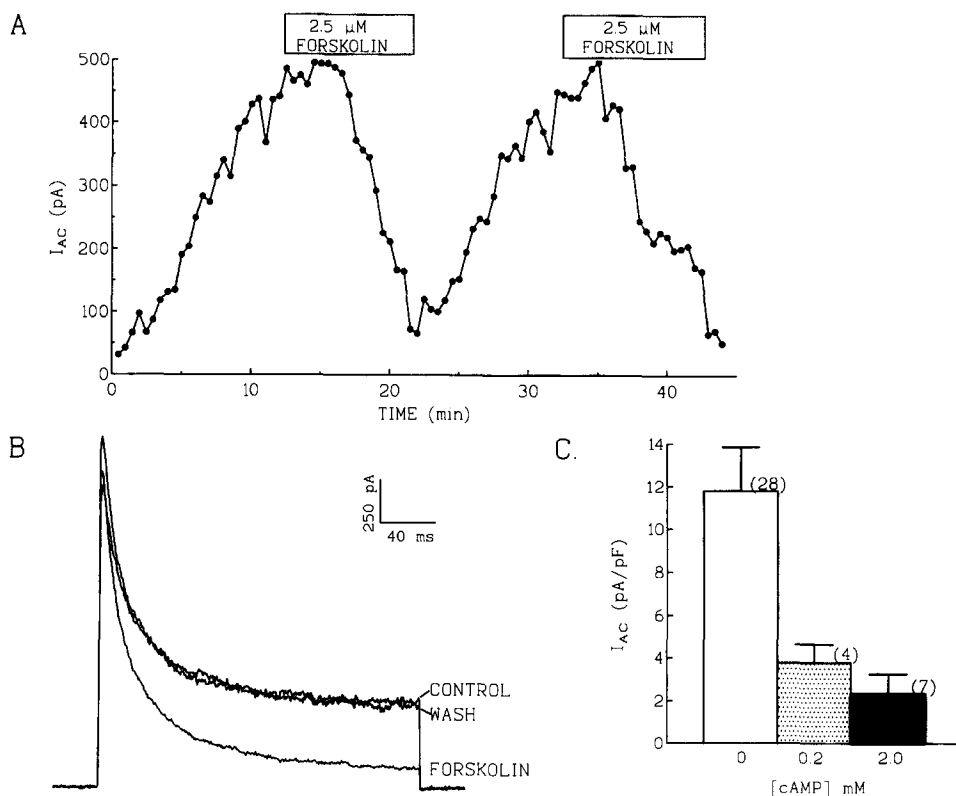 A
2.5 µM
FORSKOLIN
2.5 µM
FORSKOLIN
500
400
300
200
100
0
I_AC (pA)
0
10
20
30
40
TIME (min)
B
250 pA
40 ms
CONTROL
WASH
FORSKOLIN
C.
14
12
10
8
6
4
2
0
I_AC (pA/pF)
(28)
(4)
(7)
0
0.2
2.0
[cAMP] mM